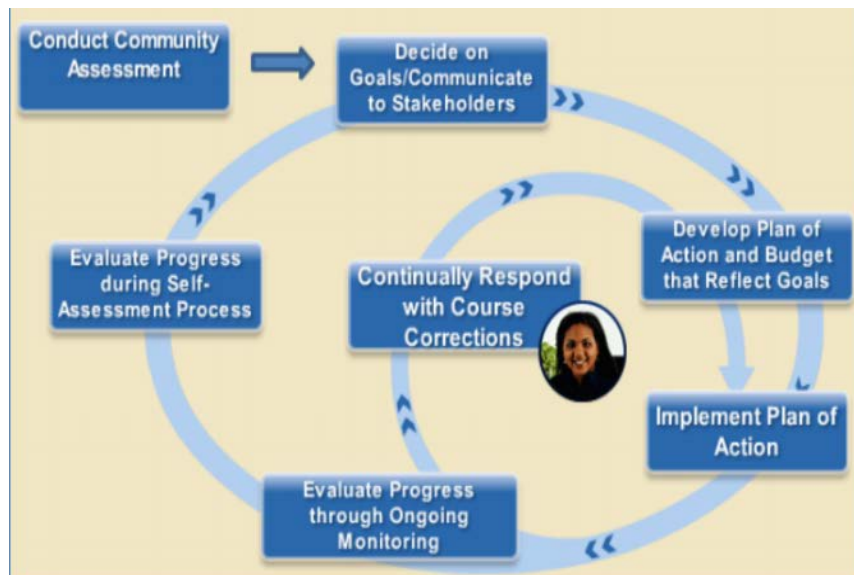 Conduct Community
Assessment
Decide on
Goals/Communicate
to Stakeholders
Develop Plan of
Action and Budget
that Reflect Goals
Implement Plan of
Action
Evaluate Progress
through Ongoing
Monitoring
Continually Respond
with Course
Corrections
Evaluate Progress
during Self-
Assessment Process